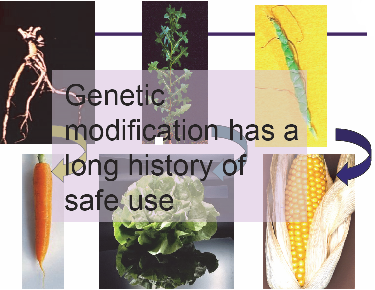 Genetic
modification has a
long history of
safe use